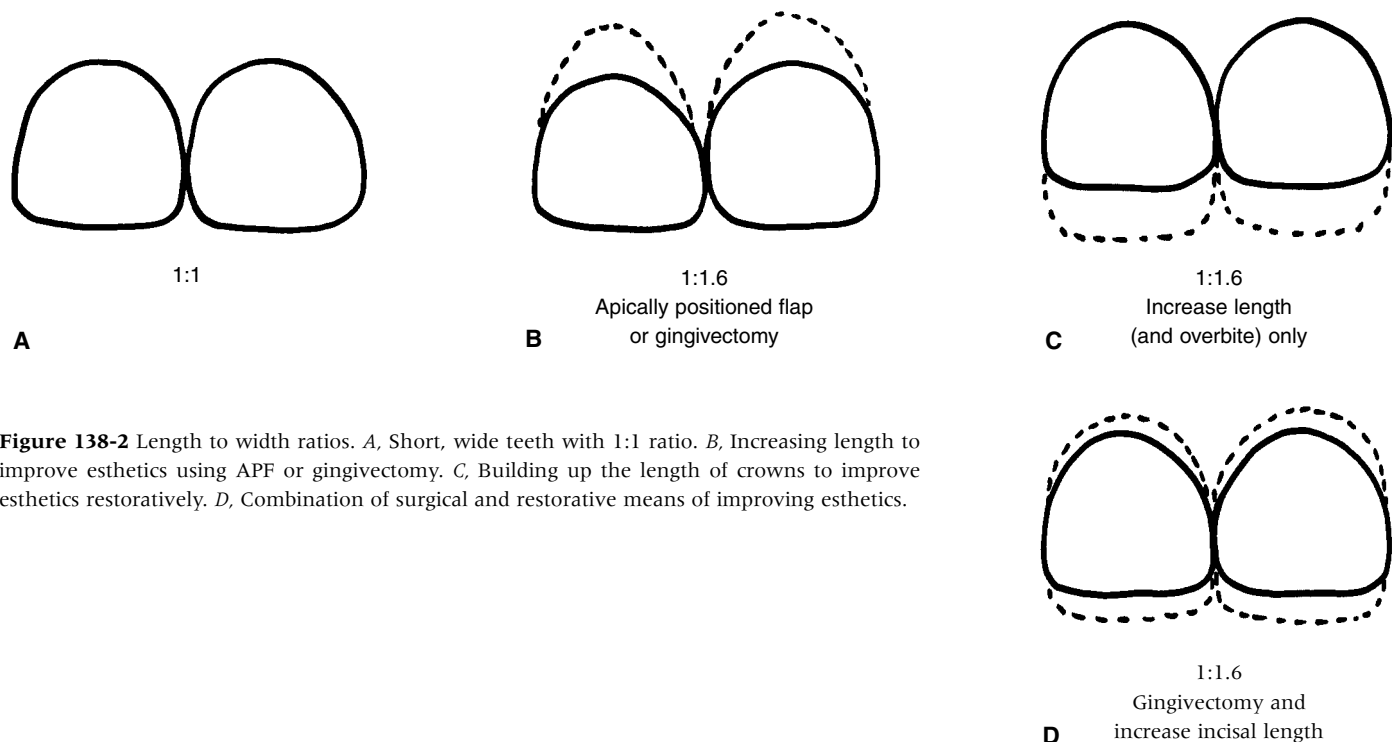 1:1
A
1:1.6
Apically positioned flap
or gingivectomy
B
1:1.6
Increase length
(and overbite) only
C
Figure 138-2 Length to width ratios. A, Short, wide teeth with 1:1 ratio. B, Increasing length to
improve esthetics using APF or gingivectomy. C, Building up the length of crowns to improve
esthetics restoratively. D, Combination of surgical and restorative means of improving esthetics.
1:1.6
Gingivectomy and
increase incisal length
D